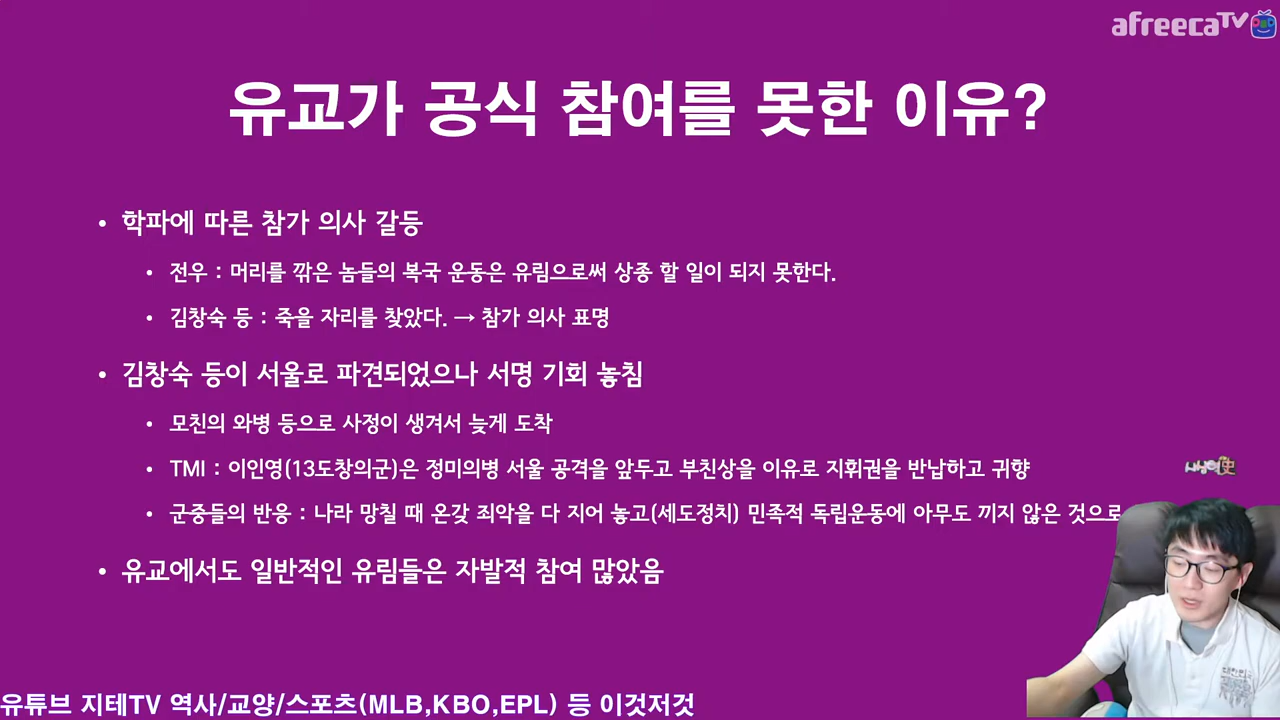 afreecaTV
유교가 공식 참여를 못한 이유?
• 학파에 따른 참가 의사 갈등
• 전우 : 머리를 깎은 놈들의 복국 운동은 유림으로써 상종 할 일이 되지 못한다.
• 김창숙 등 : 죽을 자리를 찾았다. → 참가 의사 표명
• 김창숙 등이 서울로 파견되었으나 서명 기회 놓침
• 모친의 와병 등으로 사정이 생겨서 늦게 도착
• TMI : 이인영(13도창의군)은 정미의병 서울 공격을 앞두고 부친상을 이유로 지휘권을 반납하고 귀향
• 군중들의 반응 : 나라 망칠 때 온갖 죄악을 다 지어 놓고(세도정치) 민족적 독립운동에 아무도 끼지 않은 것으로
• 유교에서도 일반적인 유림들은 자발적 참여 많았음
유튜브 지테TV 역사/교양/스포츠(MLB,KBO,EPL) 등 이것저것